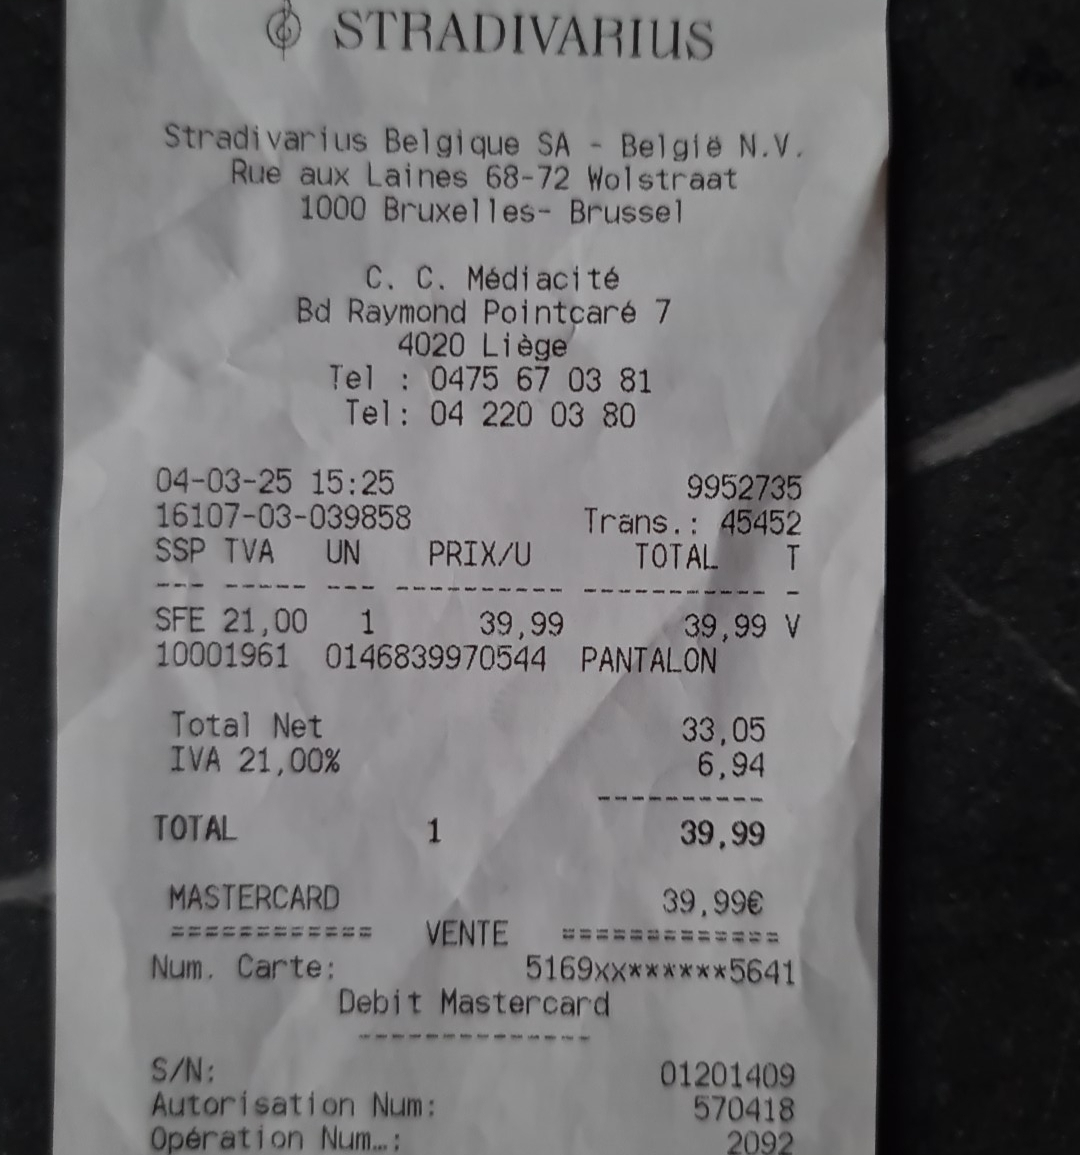 STRADIVARIUS
Stradivarius Belgique SA - België N.V.
Rue aux Laines 68-72 Wolstraat
1000 Bruxelles- Brussel
C. C. Médiacité
Bd Raymond Pointcaré 7
4020 Liège
Tel : 0475 67 03 81
Tel: 04 220 03 80
04-03-25 15:25 9952735
16107-03-039858 Trans.: 45452
SSP TVA UN PRIX/U TOTAL T
--- ----- --- ---------- ----------- -
SFE 21,00 1 39,99 39,99 V
10001961 0146839970544 PANTALON
Total Net 33,05
IVA 21,00% 6,94
----------
TOTAL 1 39,99
MASTERCARD 39,99€
============ VENTE =============
Num. Carte: 5169xx******5641
Debit Mastercard
--------------
S/N: 01201409
Autorisation Num: 570418
Opération Num…: 2092